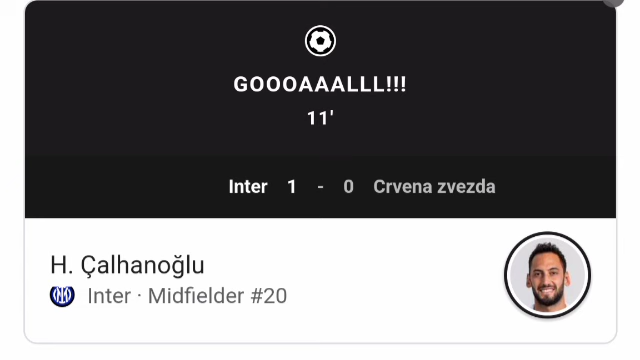 GOOOAAALLL!!!
11'
Inter 1 - 0 Crvena zvezda
H. Çalhanoğlu
Inter · Midfielder #20